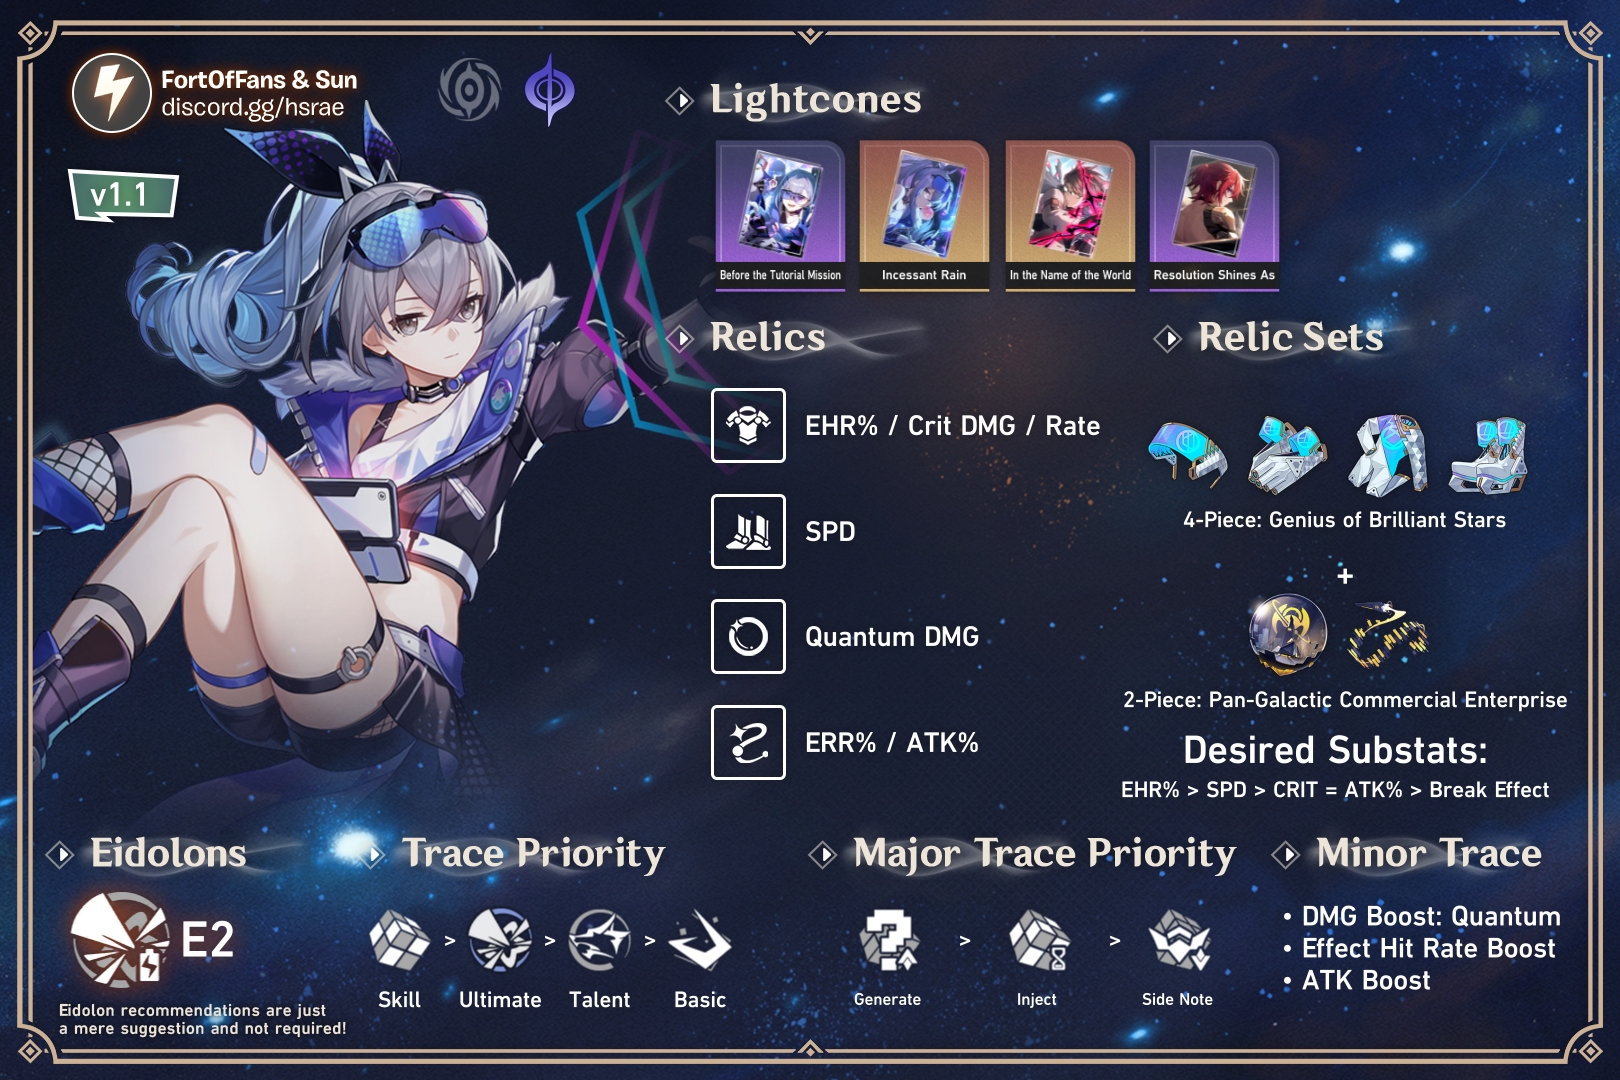 FortOfFans & Sun
discord.gg/hsrae
v1.1
Lightcones
Before the Tutorial Mission
Incessant Rain
In the Name of the World
Resolution Shines As
Relics
EHR% / Crit DMG / Rate
SPD
Quantum DMG
ERR% / ATK%
Relic Sets
4-Piece: Genius of Brilliant Stars
+
2-Piece: Pan-Galactic Commercial Enterprise
Desired Substats:
EHR% > SPD > CRIT = ATK% > Break Effect
Eidolons
E2
Eidolon recommendations are just
a mere suggestion and not required!
Trace Priority
Skill > Ultimate > Talent > Basic
Major Trace Priority
Generate > Inject > Side Note
Minor Trace
• DMG Boost: Quantum
• Effect Hit Rate Boost
• ATK Boost